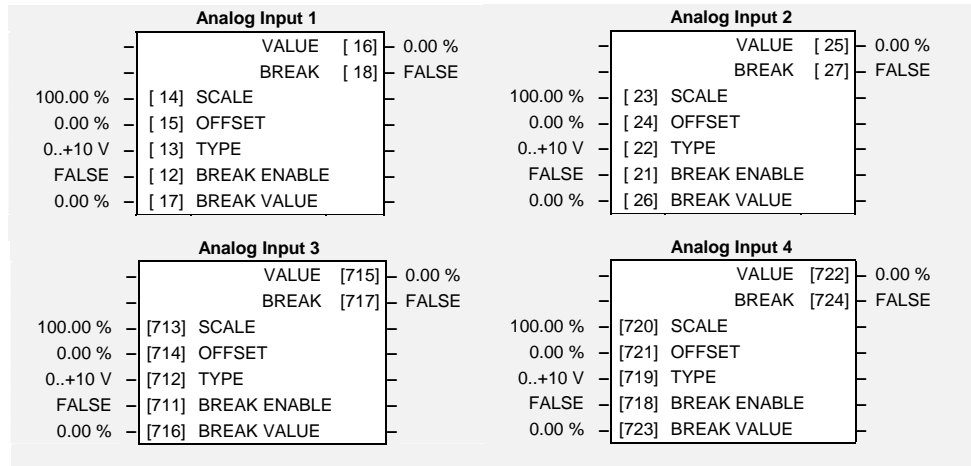 Analog Input 1
VALUE [ 16] 0.00 %
BREAK [ 18] FALSE
100.00 % [ 14] SCALE
0.00 % [ 15] OFFSET
0..+10 V [ 13] TYPE
FALSE [ 12] BREAK ENABLE
0.00 % [ 17] BREAK VALUE
Analog Input 2
VALUE [ 25] 0.00 %
BREAK [ 27] FALSE
100.00 % [ 23] SCALE
0.00 % [ 24] OFFSET
0..+10 V [ 22] TYPE
FALSE [ 21] BREAK ENABLE
0.00 % [ 26] BREAK VALUE
Analog Input 3
VALUE [715] 0.00 %
BREAK [717] FALSE
100.00 % [713] SCALE
0.00 % [714] OFFSET
0..+10 V [712] TYPE
FALSE [711] BREAK ENABLE
0.00 % [716] BREAK VALUE
Analog Input 4
VALUE [722] 0.00 %
BREAK [724] FALSE
100.00 % [720] SCALE
0.00 % [721] OFFSET
0..+10 V [719] TYPE
FALSE [718] BREAK ENABLE
0.00 % [723] BREAK VALUE